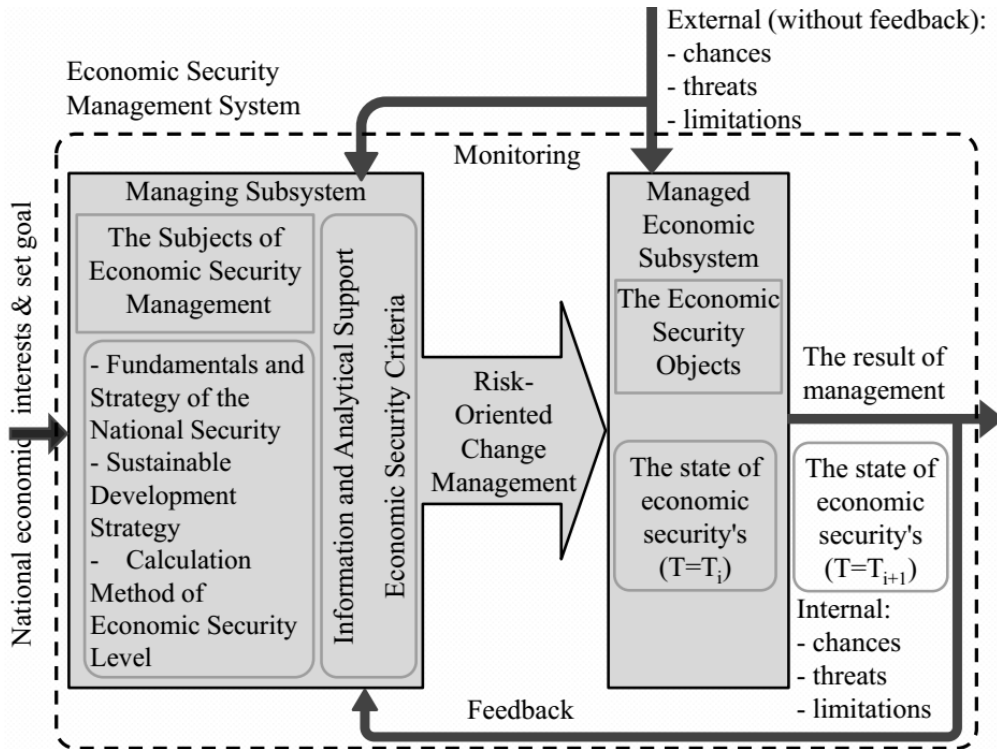 External (without feedback):
- chances
- threats
- limitations
Economic Security
Management System
Monitoring
National economic interests & set goal
Managing Subsystem
The Subjects of
Economic Security
Management
- Fundamentals and
Strategy of the
National Security
- Sustainable
Development
Strategy
- Calculation
Method of
Economic Security
Level
Information and Analytical Support
Economic Security Criteria
Risk-
Oriented
Change
Management
Managed
Economic
Subsystem
The Economic
Security
Objects
The state of
economic
security's
(T=Ti)
The result of
management
The state of
economic
security's
(T=Ti+1)
Internal:
- chances
- threats
- limitations
Feedback